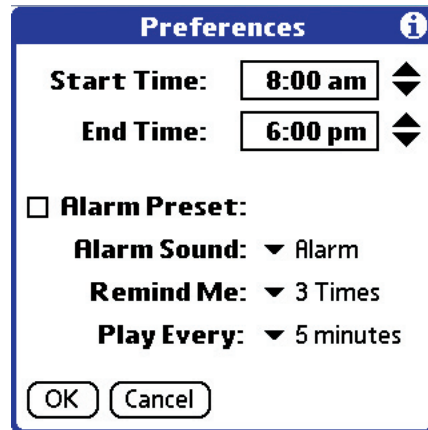 Preferences
Start Time: 8:00 am
End Time: 6:00 pm
Alarm Preset:
Alarm Sound: Alarm
Remind Me: 3 Times
Play Every: 5 minutes
OK Cancel